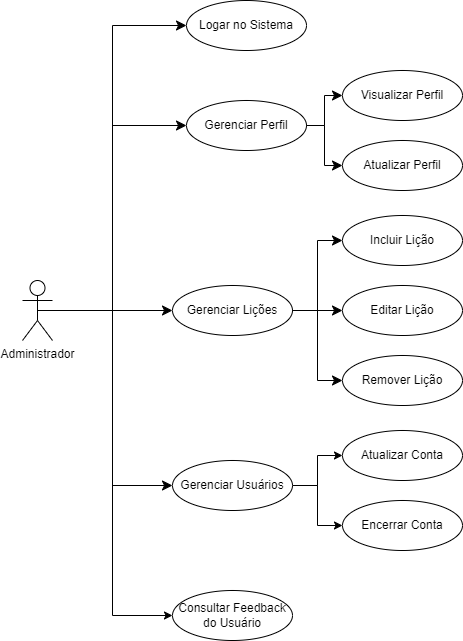 Logar no Sistema
Gerenciar Perfil
Visualizar Perfil
Atualizar Perfil
Administrador
Gerenciar Lições
Incluir Lição
Editar Lição
Remover Lição
Gerenciar Usuários
Atualizar Conta
Encerrar Conta
Consultar Feedback
do Usuário